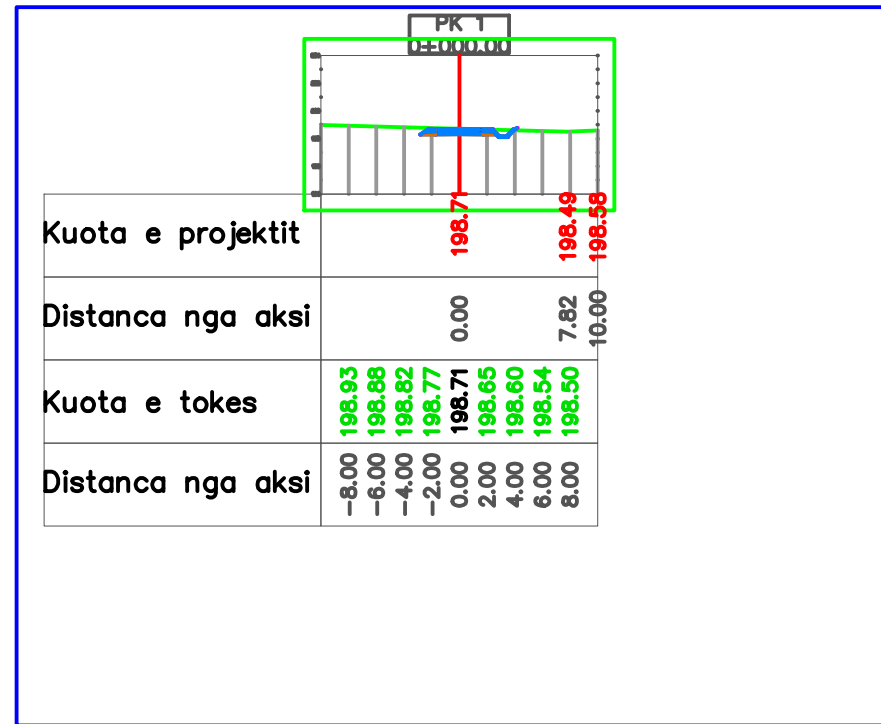 PK 1
0+000.00
Kuota e projektit 198.71 198.49 198.58
Distanca nga aksi 0.00 7.82 10.00
Kuota e tokes 198.93 198.88 198.82 198.77 198.71 198.65 198.60 198.54 198.50
Distanca nga aksi -8.00 -6.00 -4.00 -2.00 0.00 2.00 4.00 6.00 8.00